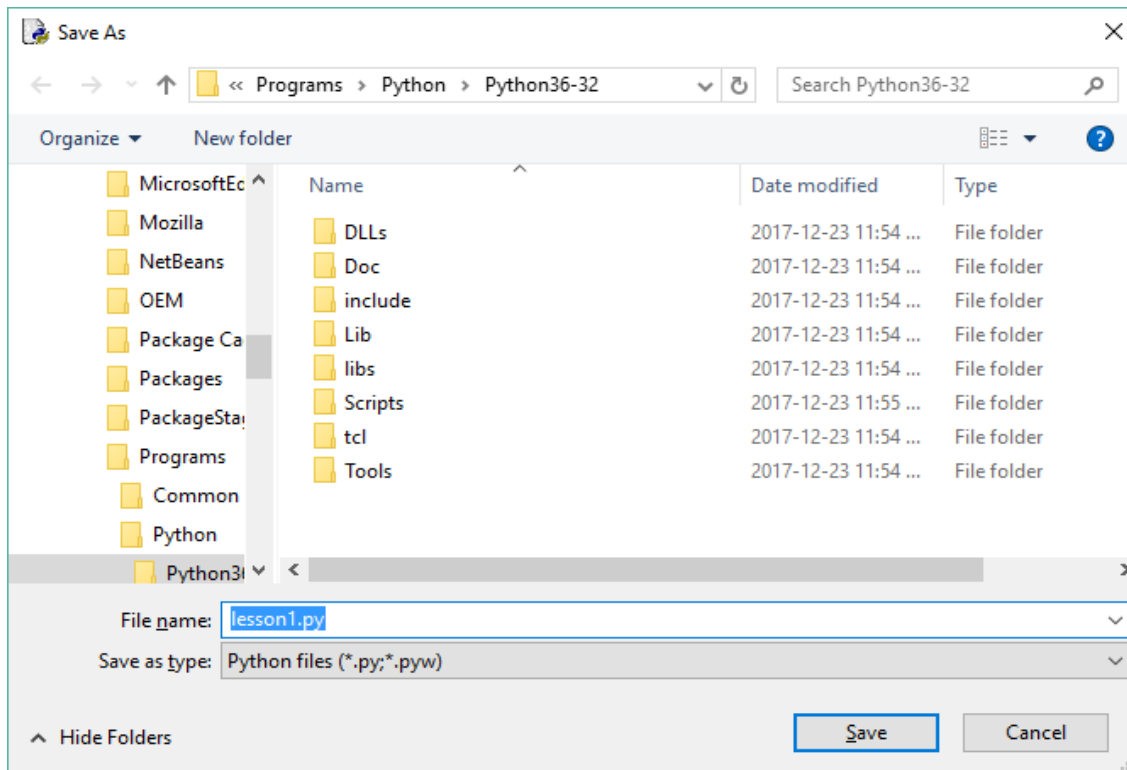 Save As
« Programs > Python > Python36-32
Search Python36-32
Organize
New folder
MicrosoftEd
Mozilla
NetBeans
OEM
Package Ca
Packages
PackageSta
Programs
Common
Python
Python3
Name Date modified Type
DLLs 2017-12-23 11:54 ... File folder
Doc 2017-12-23 11:54 ... File folder
include 2017-12-23 11:54 ... File folder
Lib 2017-12-23 11:54 ... File folder
libs 2017-12-23 11:54 ... File folder
Scripts 2017-12-23 11:55 ... File folder
tcl 2017-12-23 11:54 ... File folder
Tools 2017-12-23 11:54 ... File folder
File name: lesson1.py
Save as type: Python files (*.py;*.pyw)
Hide Folders
Save
Cancel